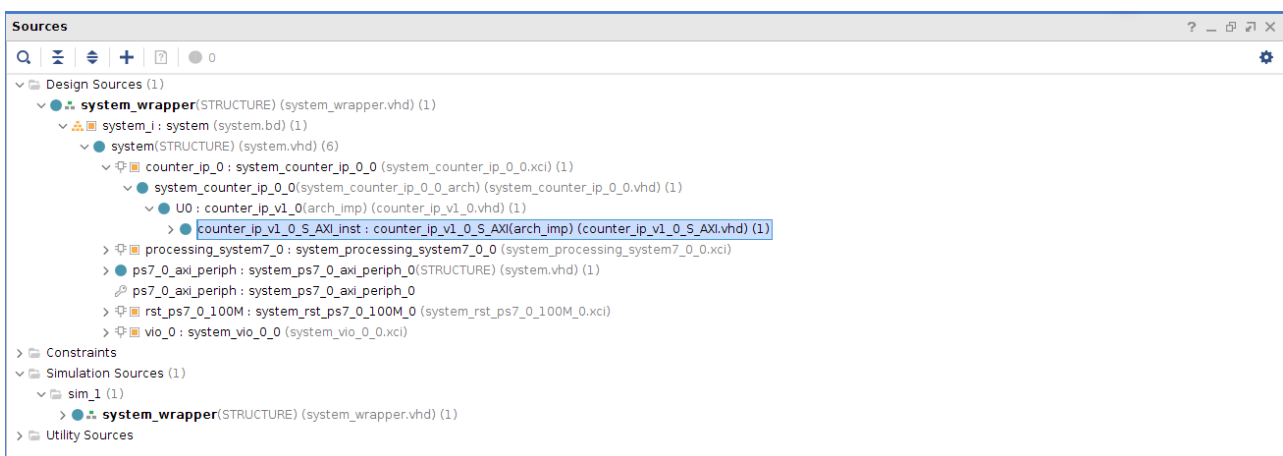 Sources
? _
0
Design Sources (1)
system_wrapper(STRUCTURE) (system_wrapper.vhd) (1)
system_i : system (system.bd) (1)
system(STRUCTURE) (system.vhd) (6)
counter_ip_0 : system_counter_ip_0_0 (system_counter_ip_0_0.xci) (1)
system_counter_ip_0_0(system_counter_ip_0_0_arch) (system_counter_ip_0_0.vhd) (1)
U0 : counter_ip_v1_0(arch_imp) (counter_ip_v1_0.vhd) (1)
counter_ip_v1_0_S_AXI_inst : counter_ip_v1_0_S_AXI(arch_imp) (counter_ip_v1_0_S_AXI.vhd) (1)
processing_system7_0 : system_processing_system7_0_0 (system_processing_system7_0_0.xci)
ps7_0_axi_periph : system_ps7_0_axi_periph_0(STRUCTURE) (system.vhd) (1)
ps7_0_axi_periph : system_ps7_0_axi_periph_0
rst_ps7_0_100M : system_rst_ps7_0_100M_0 (system_rst_ps7_0_100M_0.xci)
vio_0 : system_vio_0_0 (system_vio_0_0.xci)
Constraints
Simulation Sources (1)
sim_1 (1)
system_wrapper(STRUCTURE) (system_wrapper.vhd) (1)
Utility Sources